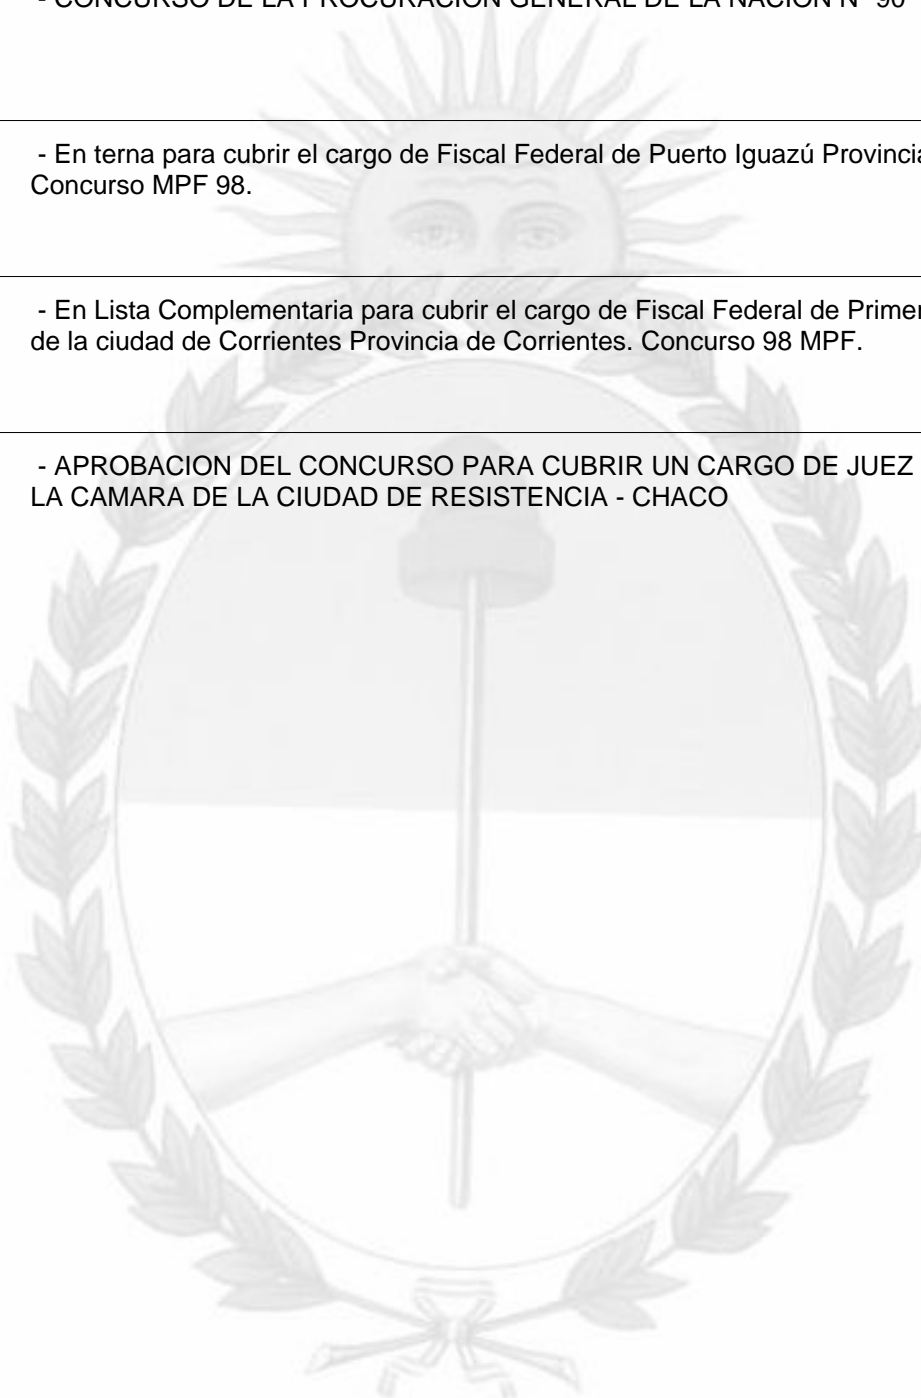 - CONCURSO DE LA PROCURACION GENERAL DE LA NACION N° 90
- En terna para cubrir el cargo de Fiscal Federal de Puerto Iguazú Provincia
Concurso MPF 98.
- En Lista Complementaria para cubrir el cargo de Fiscal Federal de Primer
de la ciudad de Corrientes Provincia de Corrientes. Concurso 98 MPF.
- APROBACION DEL CONCURSO PARA CUBRIR UN CARGO DE JUEZ
LA CAMARA DE LA CIUDAD DE RESISTENCIA - CHACO